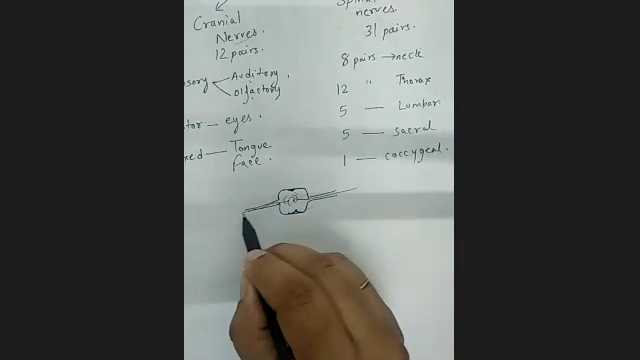 Cranial
Nerves.
12 pairs.
Auditory.
Olfactory
eyes.
Tongue
Face.
nerves.
31 pairs.
8 pairs → neck
12 " Thorax
5 — Lumbar
5 — sacral
1 — coccygeal.